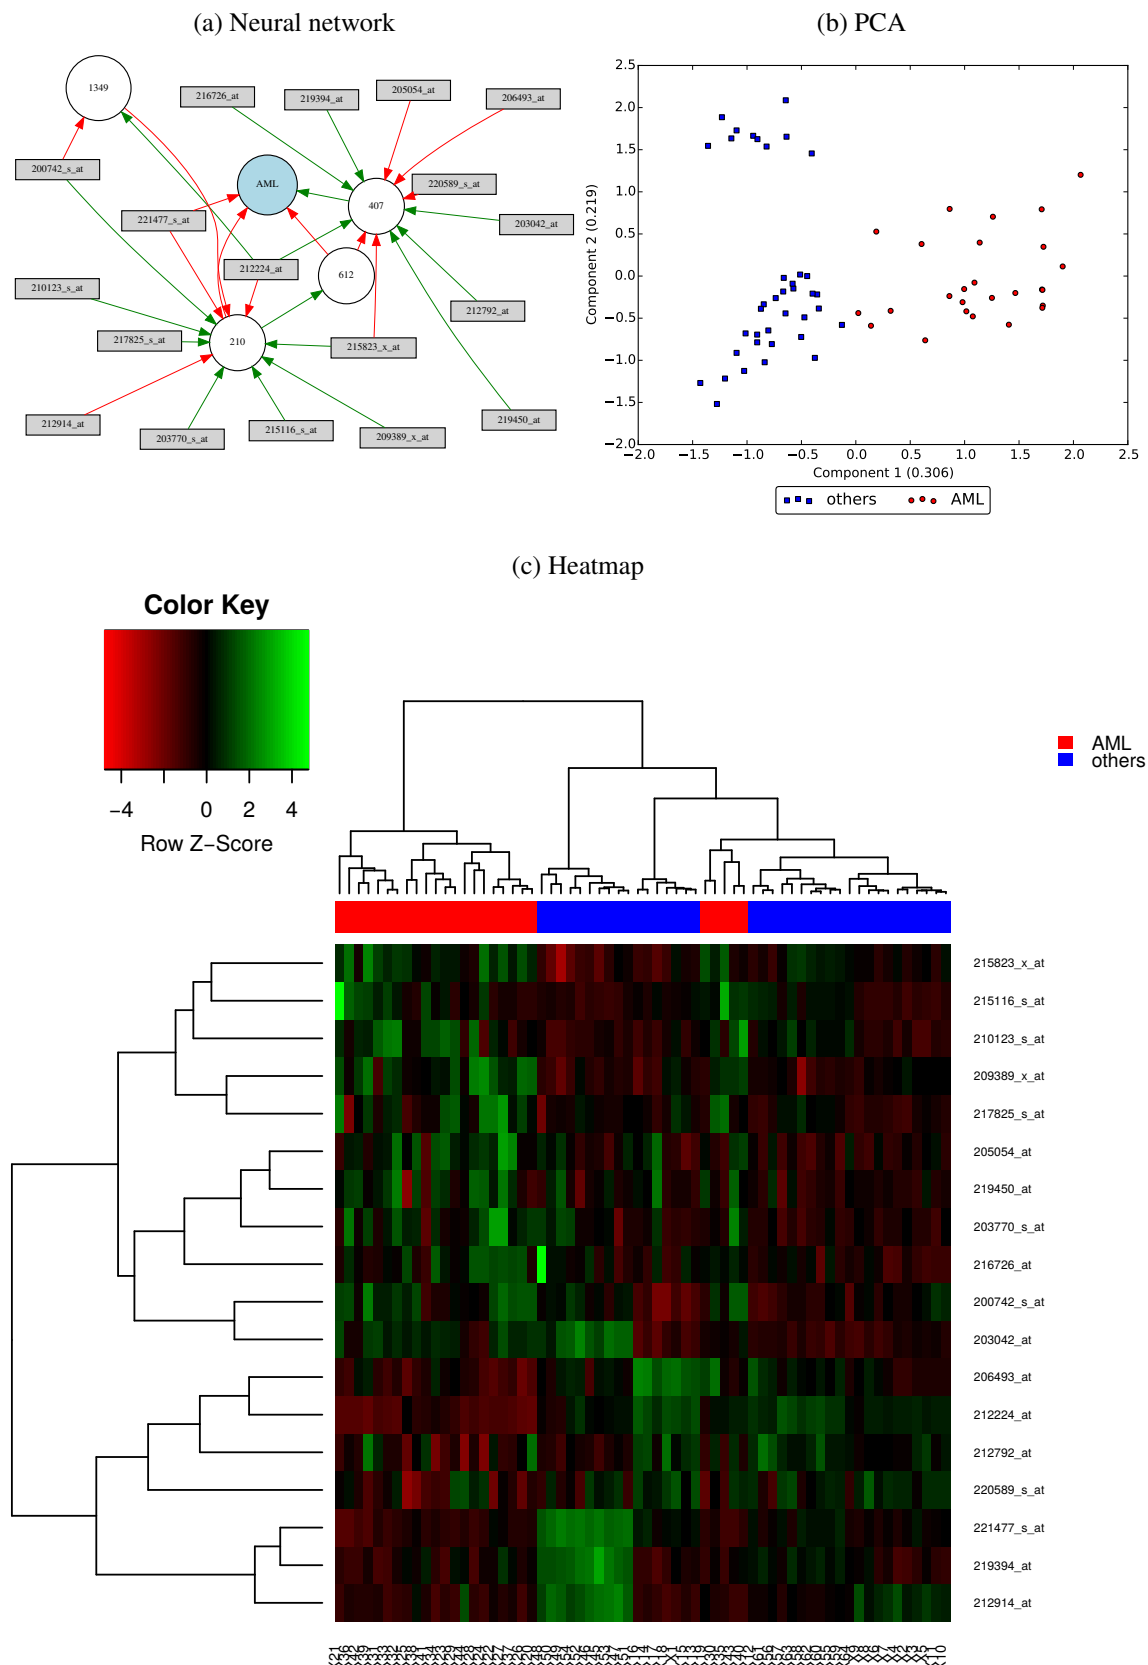 (a) Neural network
(b) PCA
1349
216726_at
219394_at
205054_at
206493_at
200742_s_at
AML
220589_s_at
407
221477_s_at
203042_at
212224_at
612
210123_s_at
212792_at
217825_s_at
210
215823_x_at
212914_at
203770_s_at
215116_s_at
209389_x_at
219450_at
2.5
2.0
1.5
1.0
0.5
0.0
−0.5
−1.0
−1.5
−2.0
Component 2 (0.219)
−2.0 −1.5 −1.0 −0.5 0.0 0.5 1.0 1.5 2.0 2.5
Component 1 (0.306)
others AML
(c) Heatmap
Color Key
−4 0 2 4
Row Z−Score
AML
others
215823_x_at
215116_s_at
210123_s_at
209389_x_at
217825_s_at
205054_at
219450_at
203770_s_at
216726_at
200742_s_at
203042_at
206493_at
212224_at
212792_at
220589_s_at
221477_s_at
219394_at
212914_at